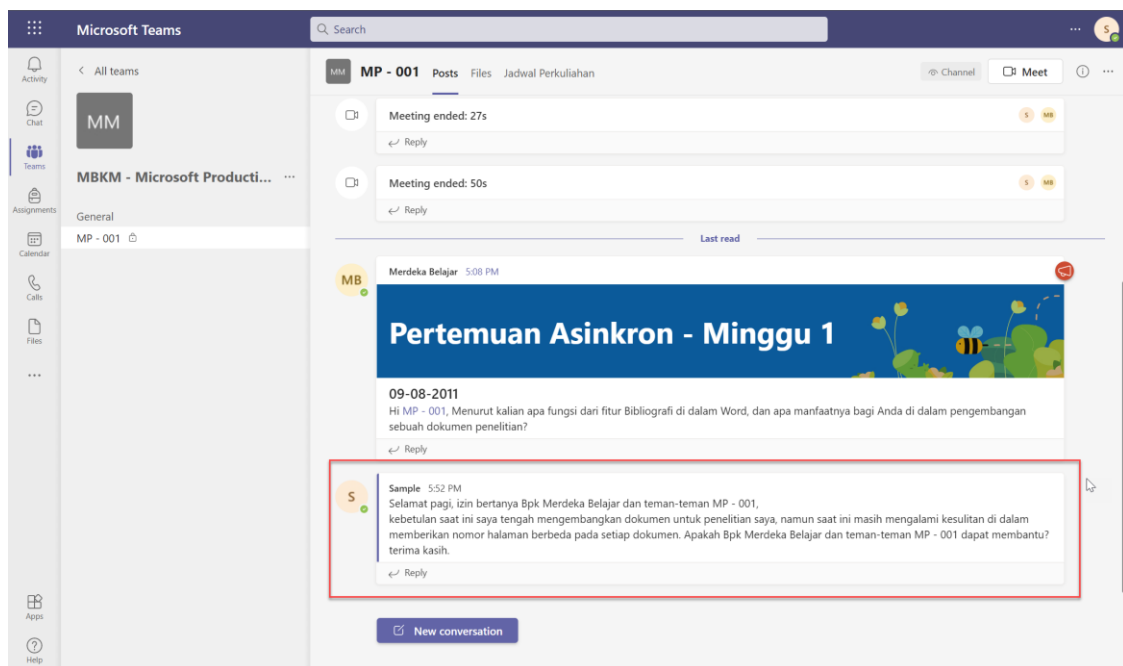 Microsoft Teams
Search
S
Activity
Chat
Teams
Assignments
Calendar
Calls
Files
Apps
Help
All teams
MM
MBKM - Microsoft Producti...
General
MP - 001
MM
MP - 001 Posts Files Jadwal Perkuliahan
Channel
Meet
Meeting ended: 27s
S MB
Reply
Meeting ended: 50s
S MB
Reply
Last read
MB
Merdeka Belajar 5:08 PM
Pertemuan Asinkron - Minggu 1
09-08-2011
Hi MP - 001, Menurut kalian apa fungsi dari fitur Bibliografi di dalam Word, dan apa manfaatnya bagi Anda di dalam pengembangan
sebuah dokumen penelitian?
Reply
S
Sample 5:52 PM
Selamat pagi, izin bertanya Bpk Merdeka Belajar dan teman-teman MP - 001,
kebetulan saat ini saya tengah mengembangkan dokumen untuk penelitian saya, namun saat ini masih mengalami kesulitan di dalam
memberikan nomor halaman berbeda pada setiap dokumen. Apakah Bpk Merdeka Belajar dan teman-teman MP - 001 dapat membantu?
terima kasih.
Reply
New conversation